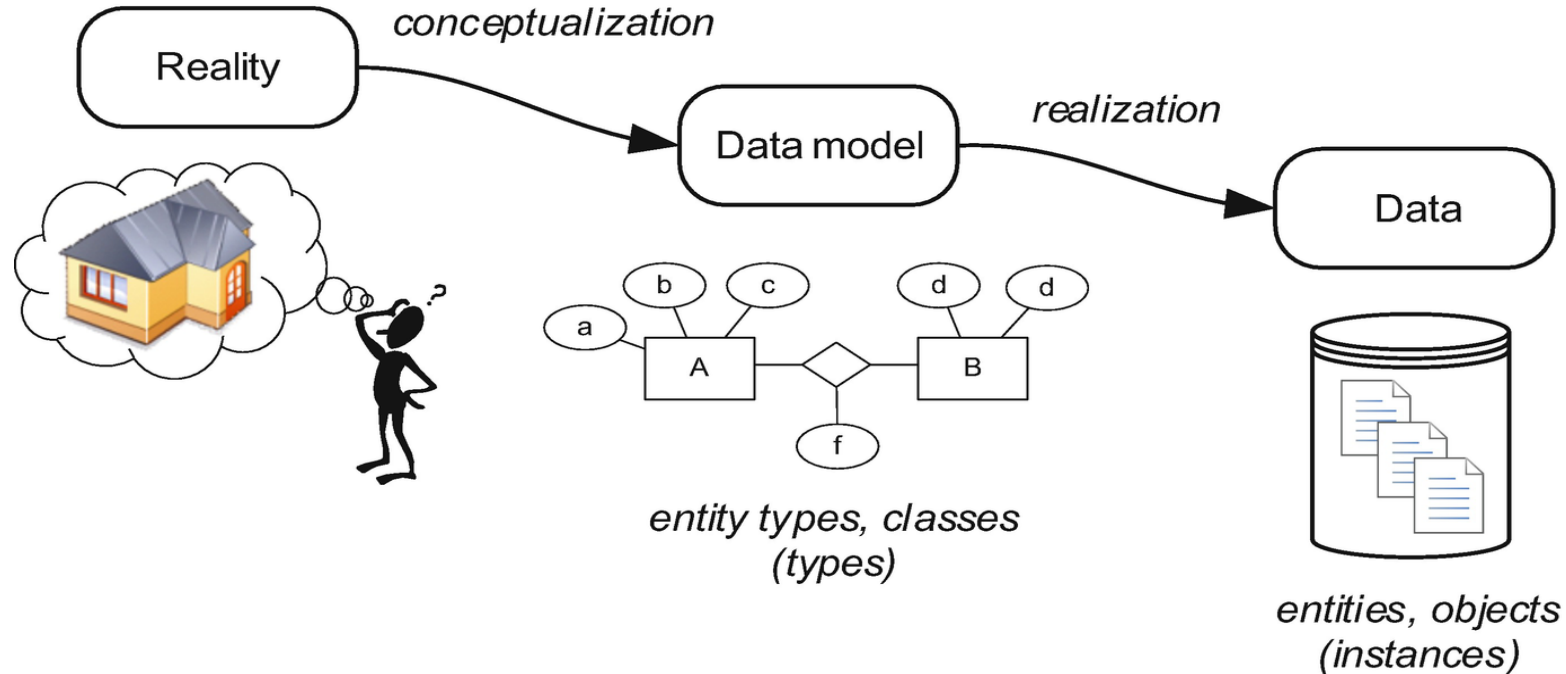 conceptualization
Reality
realization
Data model
Data
?
b
c
d
d
a
A
B
f
entity types, classes
(types)
entities, objects
(instances)